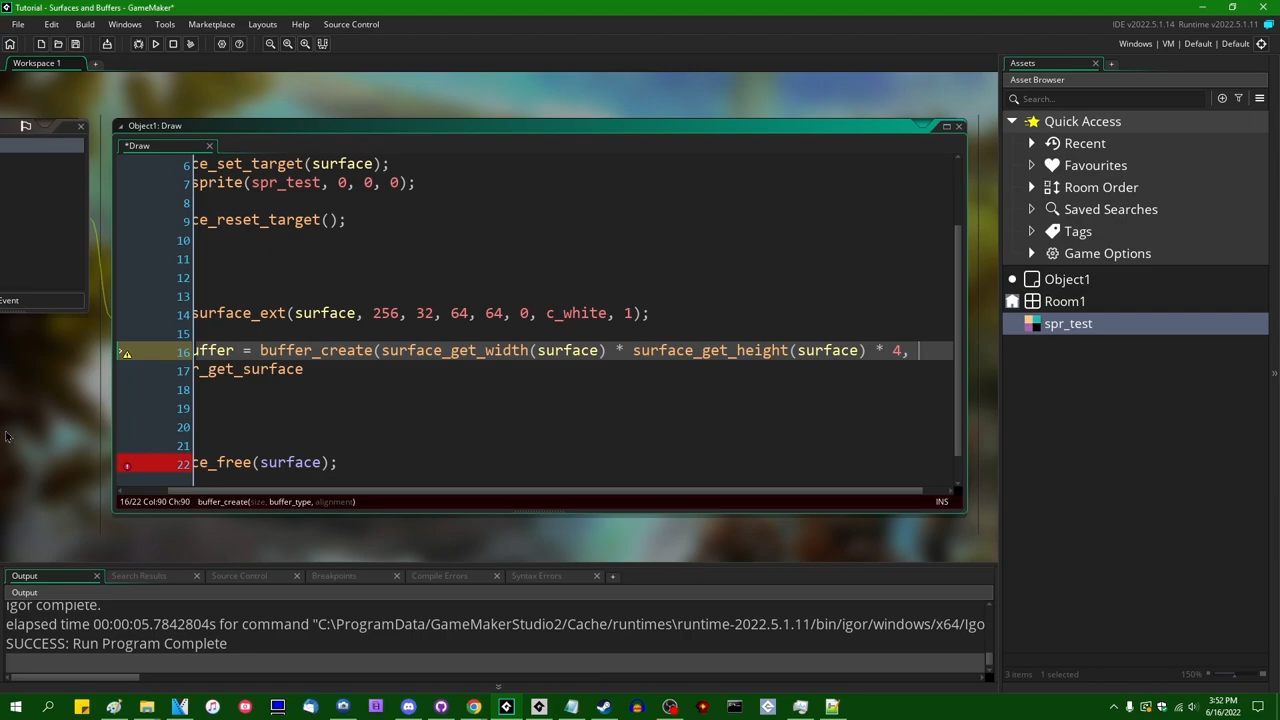 Tutorial - Surfaces and Buffers - GameMaker*
File Edit Build Windows Tools Marketplace Layouts Help Source Control
IDE v2022.5.1.14 Runtime v2022.5.1.11
Windows | VM | Default | Default
Workspace 1
Assets
Asset Browser
Search...
Quick Access
Recent
Favourites
Room Order
Saved Searches
Tags
Game Options
Object1
Room1
spr_test
3 items 1 selected
150%
Event
Object1: Draw
*Draw
6 ce_set_target(surface);
7 sprite(spr_test, 0, 0, 0);
8
9 ce_reset_target();
10
11
12
13
14 surface_ext(surface, 256, 32, 64, 64, 0, c_white, 1);
15
16 uffer = buffer_create(surface_get_width(surface) * surface_get_height(surface) * 4,
17 r_get_surface
18
19
20
21
22 ce_free(surface);
16/22 Col:90 Ch:90 buffer_create(size, buffer_type, alignment)
INS
Output Search Results Source Control Breakpoints Compile Errors Syntax Errors
Output
Igor complete.
elapsed time 00:00:05.7842804s for command "C:\ProgramData/GameMakerStudio2/Cache/runtimes\runtime-2022.5.1.11/bin/igor/windows/x64/Igo
SUCCESS: Run Program Complete
3:52 PM
6/16/2022